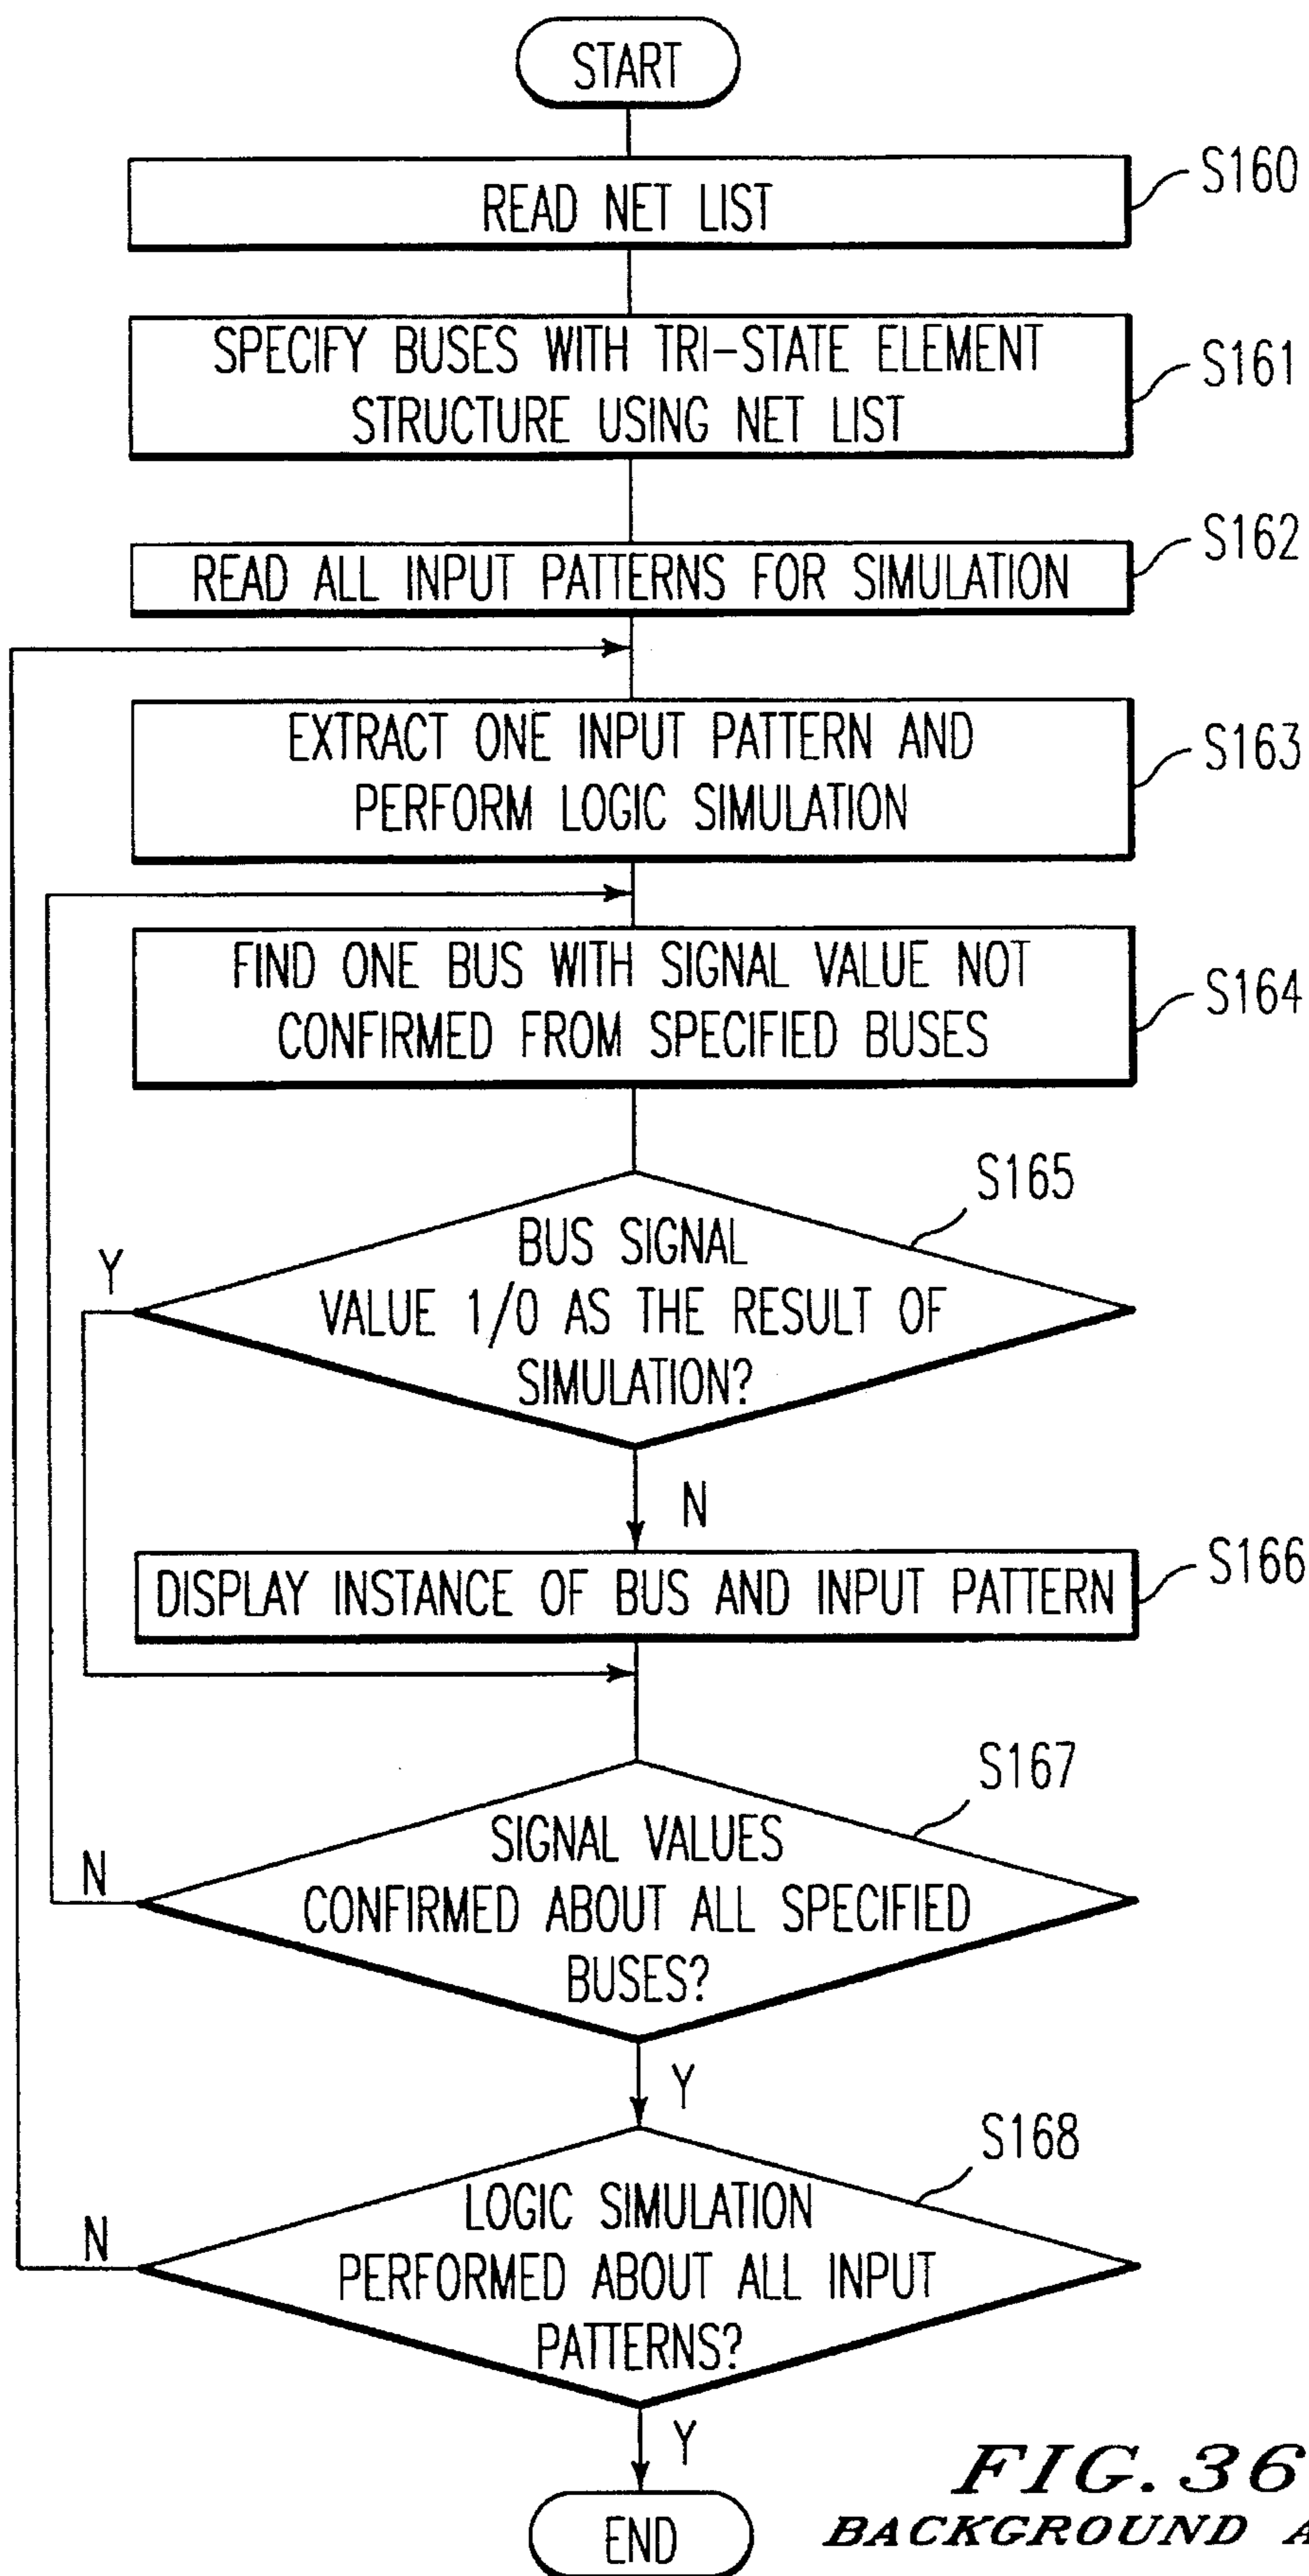 START
READ NET LIST
S160
SPECIFY BUSES WITH TRI-STATE ELEMENT
STRUCTURE USING NET LIST
S161
READ ALL INPUT PATTERNS FOR SIMULATION
S162
EXTRACT ONE INPUT PATTERN AND
PERFORM LOGIC SIMULATION
S163
FIND ONE BUS WITH SIGNAL VALUE NOT
CONFIRMED FROM SPECIFIED BUSES
S164
S165
BUS SIGNAL
VALUE 1/0 AS THE RESULT OF
SIMULATION?
Y
N
DISPLAY INSTANCE OF BUS AND INPUT PATTERN
S166
S167
SIGNAL VALUES
CONFIRMED ABOUT ALL SPECIFIED
BUSES?
N
Y
S168
LOGIC SIMULATION
PERFORMED ABOUT ALL INPUT
PATTERNS?
N
Y
END
FIG. 36
BACKGROUND